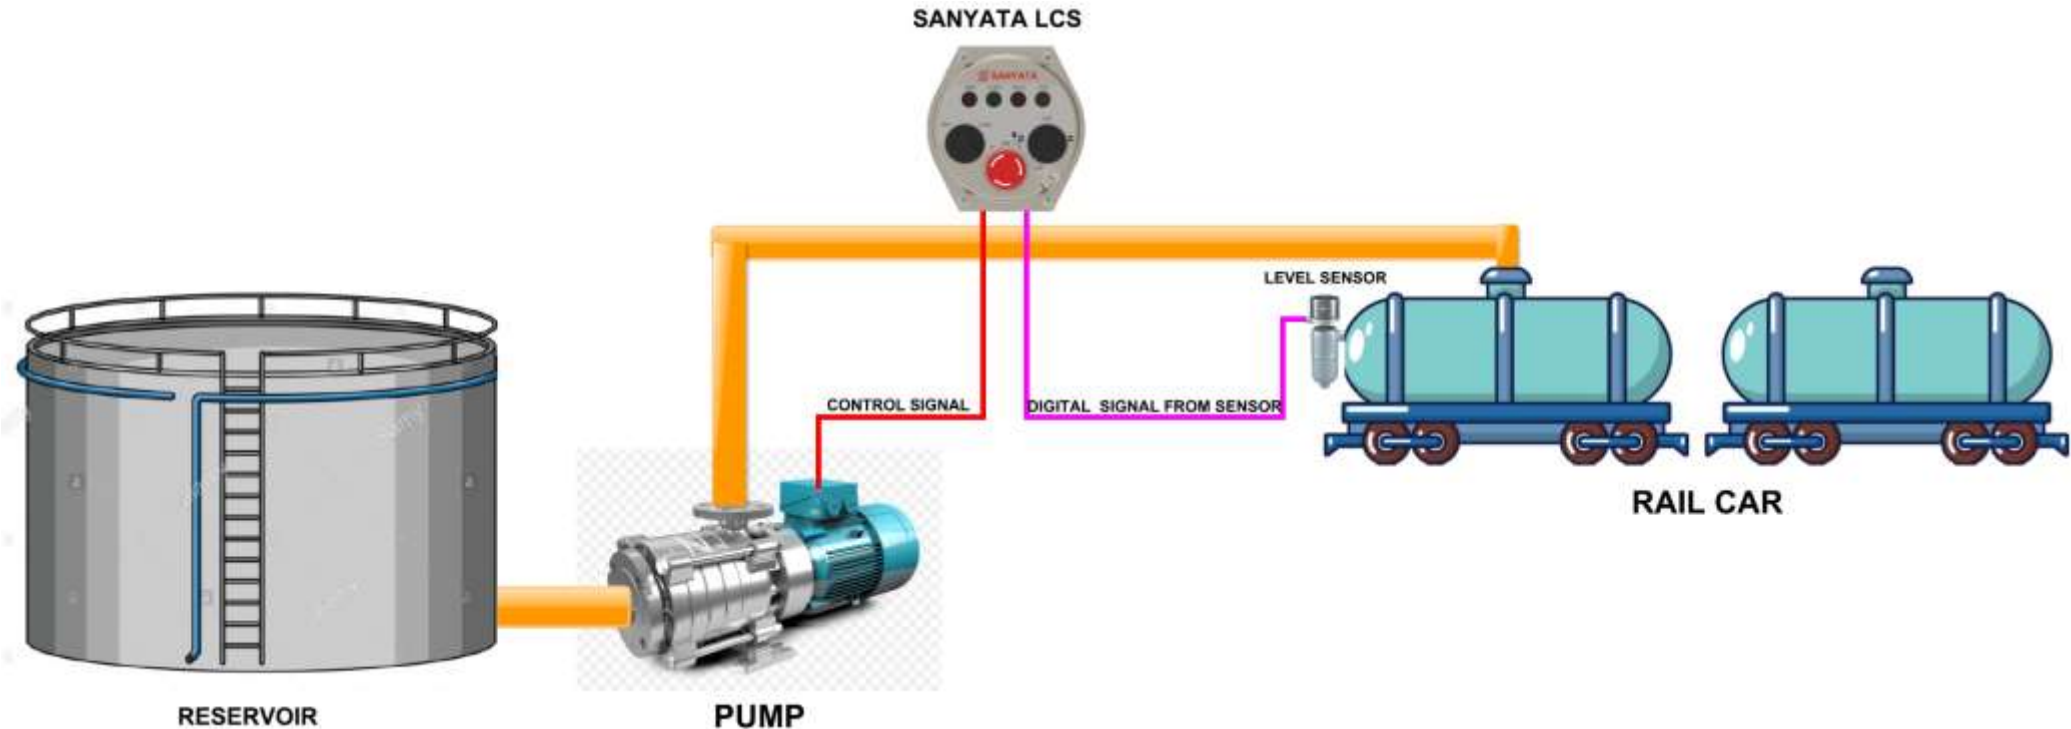 SANYATA LCS
SANYATA
LEVEL SENSOR
CONTROL SIGNAL
DIGITAL SIGNAL FROM SENSOR
RAIL CAR
RESERVOIR
PUMP